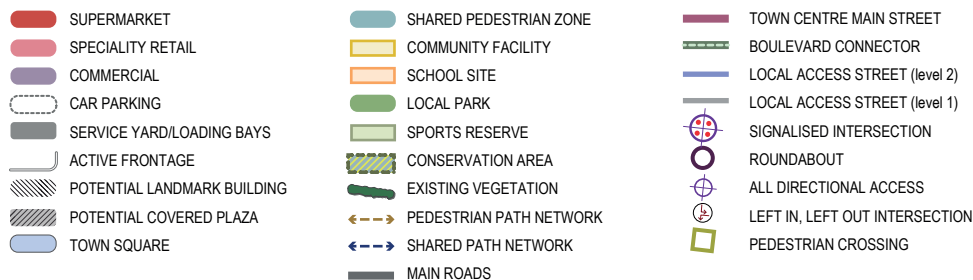 SUPERMARKET
SPECIALITY RETAIL
COMMERCIAL
CAR PARKING
SERVICE YARD/LOADING BAYS
ACTIVE FRONTAGE
POTENTIAL LANDMARK BUILDING
POTENTIAL COVERED PLAZA
TOWN SQUARE
SHARED PEDESTRIAN ZONE
COMMUNITY FACILITY
SCHOOL SITE
LOCAL PARK
SPORTS RESERVE
CONSERVATION AREA
EXISTING VEGETATION
PEDESTRIAN PATH NETWORK
SHARED PATH NETWORK
MAIN ROADS
TOWN CENTRE MAIN STREET
BOULEVARD CONNECTOR
LOCAL ACCESS STREET (level 2)
LOCAL ACCESS STREET (level 1)
SIGNALISED INTERSECTION
ROUNDABOUT
ALL DIRECTIONAL ACCESS
LEFT IN, LEFT OUT INTERSECTION
PEDESTRIAN CROSSING